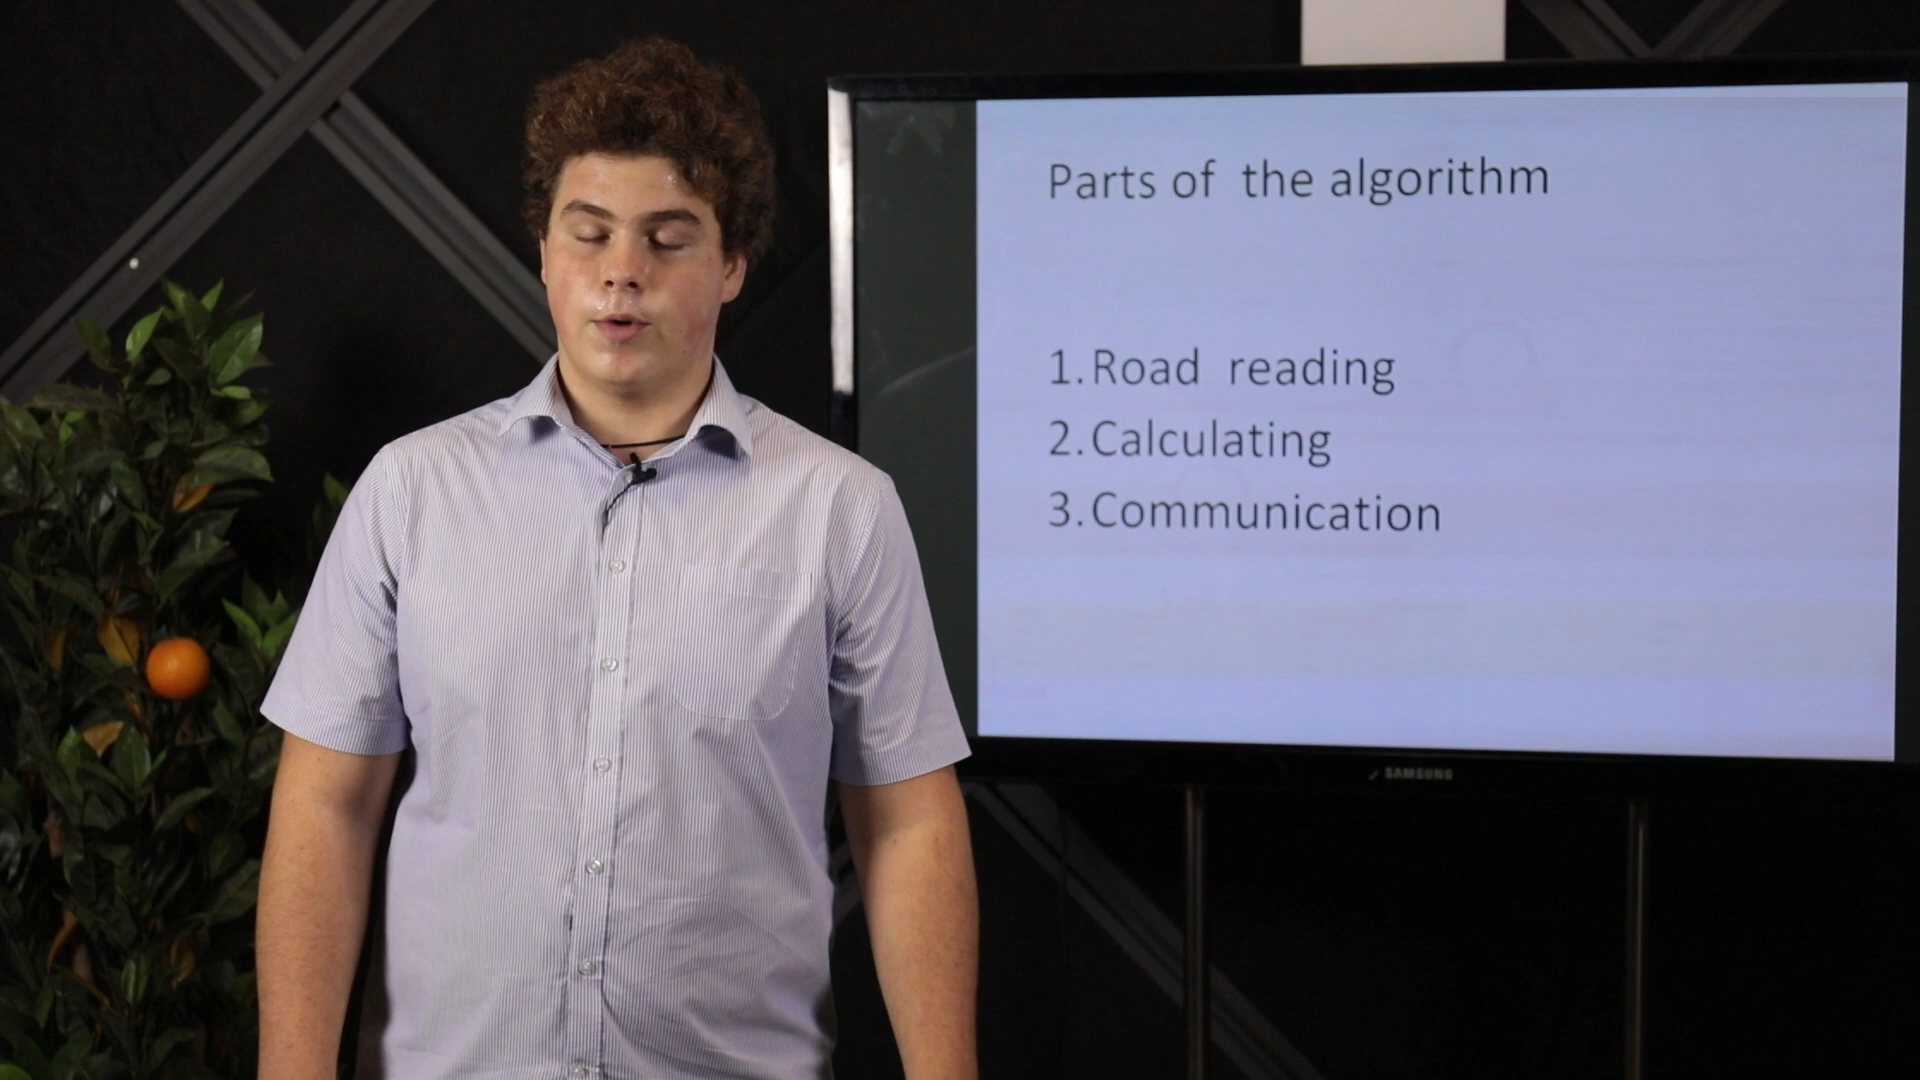 Parts of the algorithm
1. Road reading
2. Calculating
3. Communication
SAMSUNG